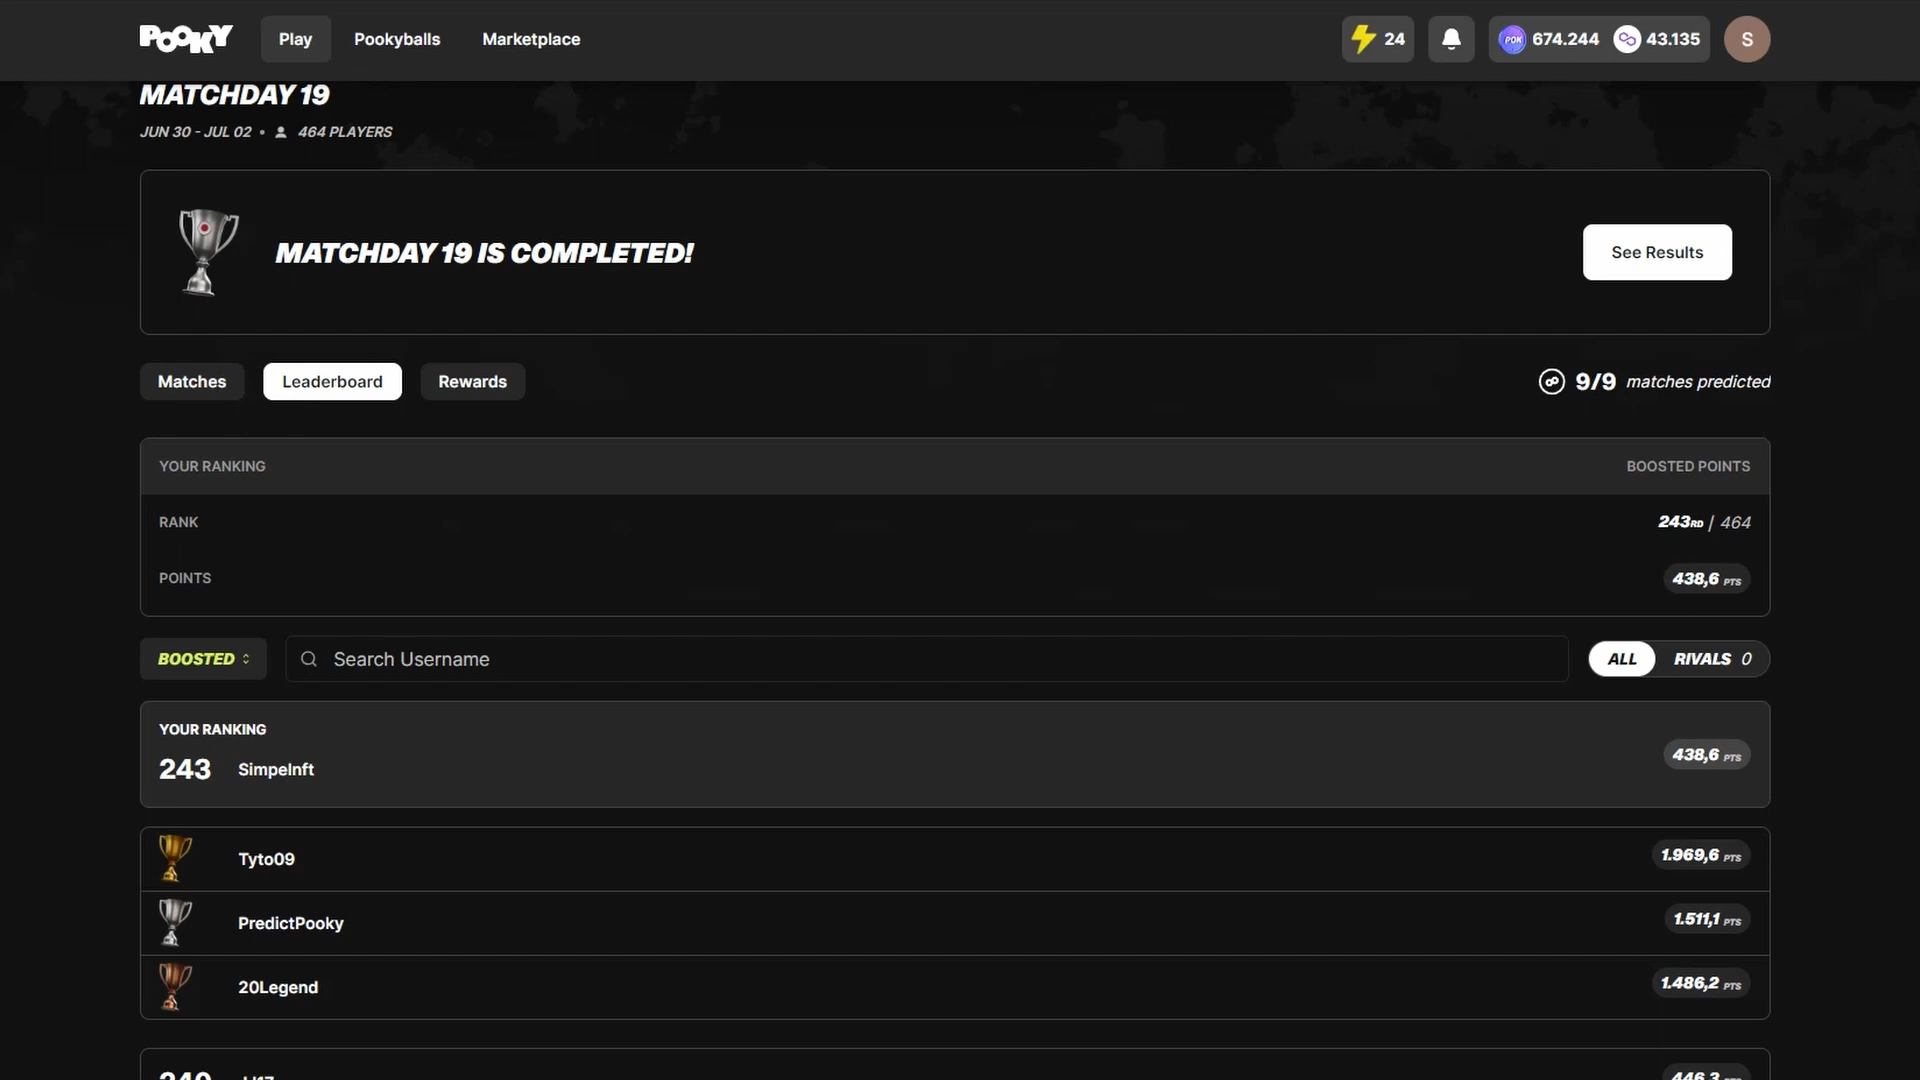 POOKY
Play
Pookyballs
Marketplace
24
POK 674.244
43.135
S
MATCHDAY 19
JUN 30 - JUL 02 • 464 PLAYERS
MATCHDAY 19 IS COMPLETED!
See Results
Matches
Leaderboard
Rewards
9/9 matches predicted
YOUR RANKING
BOOSTED POINTS
RANK
243RD / 464
POINTS
438,6 PTS
BOOSTED
Search Username
ALL
RIVALS 0
YOUR RANKING
243 SimpelNft
438,6 PTS
Tyto09
1.969,6 PTS
PredictPooky
1.511,1 PTS
20Legend
1.486,2 PTS
446,3